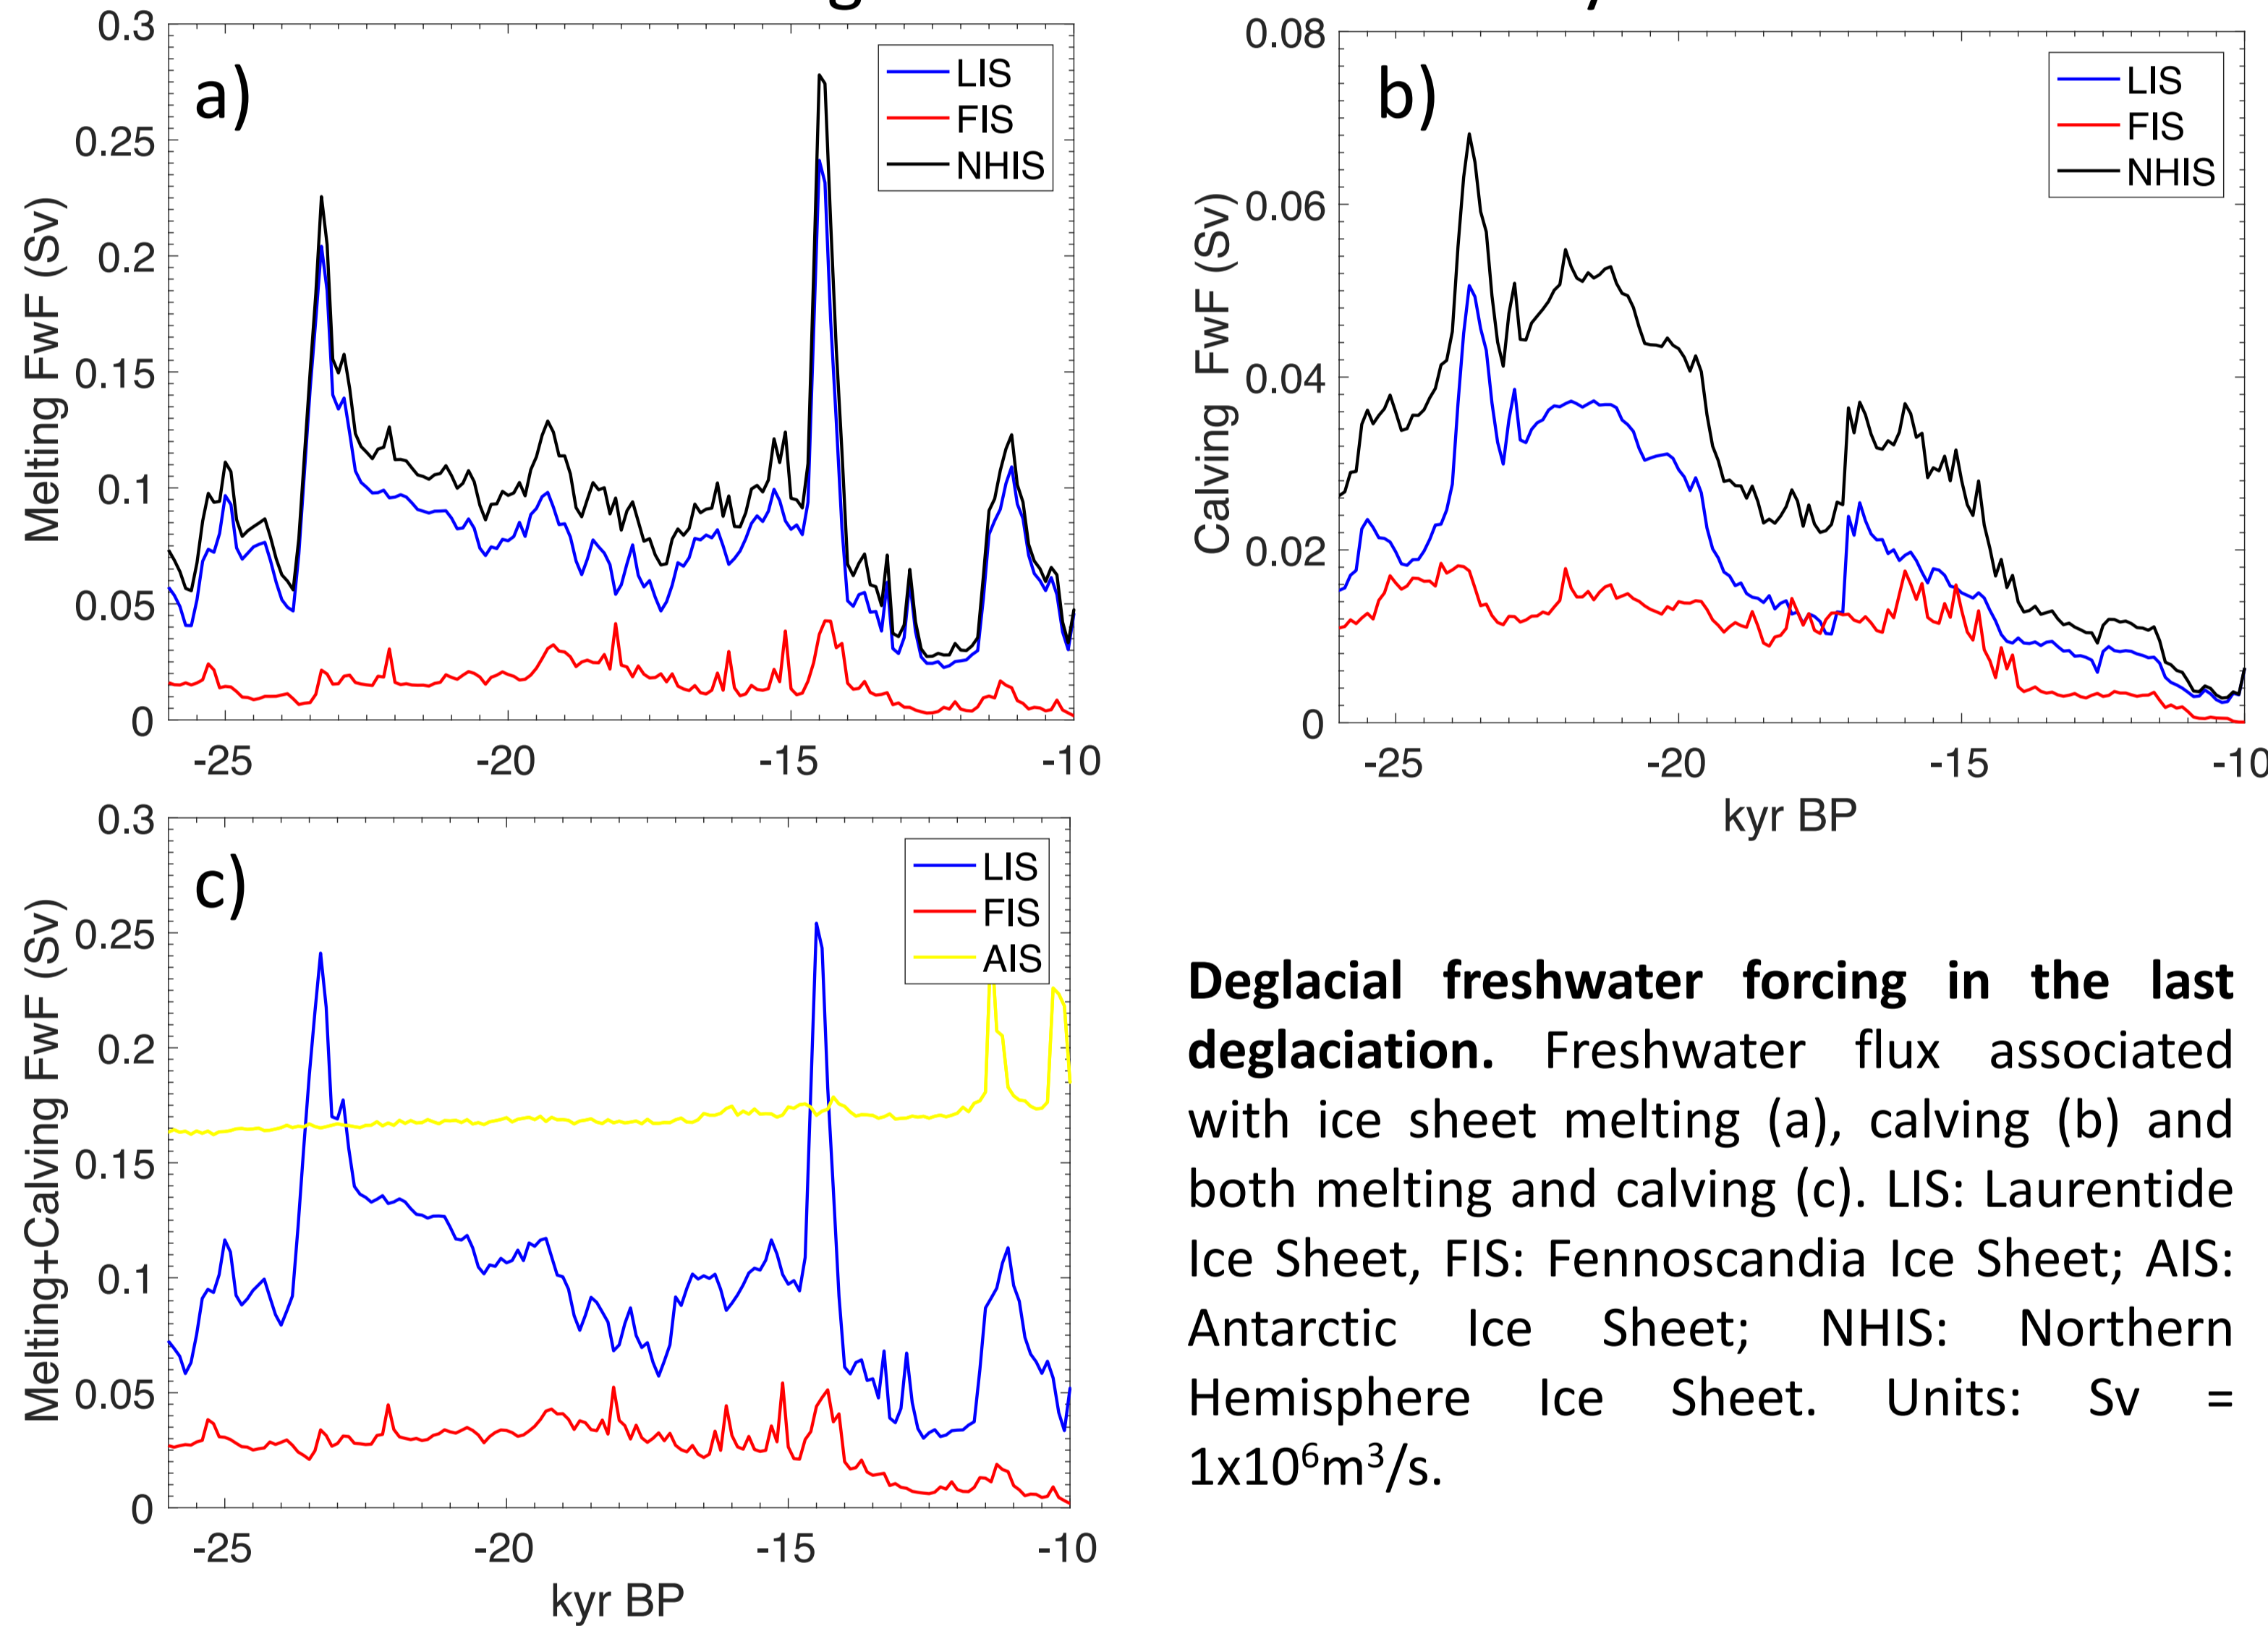 a)
0.3
0.25
0.2
0.15
0.1
0.05
0
Melting FwF (Sv)
-25
-20
-15
-10
LIS
FIS
NHIS
b)
0.08
0.06
0.04
0.02
0
Calving FwF (Sv)
-25
-20
-15
-10
kyr BP
LIS
FIS
NHIS
c)
0.3
0.25
0.2
0.15
0.1
0.05
0
Melting+Calving FwF (Sv)
-25
-20
-15
-10
kyr BP
LIS
FIS
AIS
Deglacial freshwater forcing in the last
deglaciation. Freshwater flux associated
with ice sheet melting (a), calving (b) and
both melting and calving (c). LIS: Laurentide
Ice Sheet, FIS: Fennoscandia Ice Sheet; AIS:
Antarctic Ice Sheet; NHIS: Northern
Hemisphere Ice Sheet. Units: Sv =
1x10⁶m³/s.